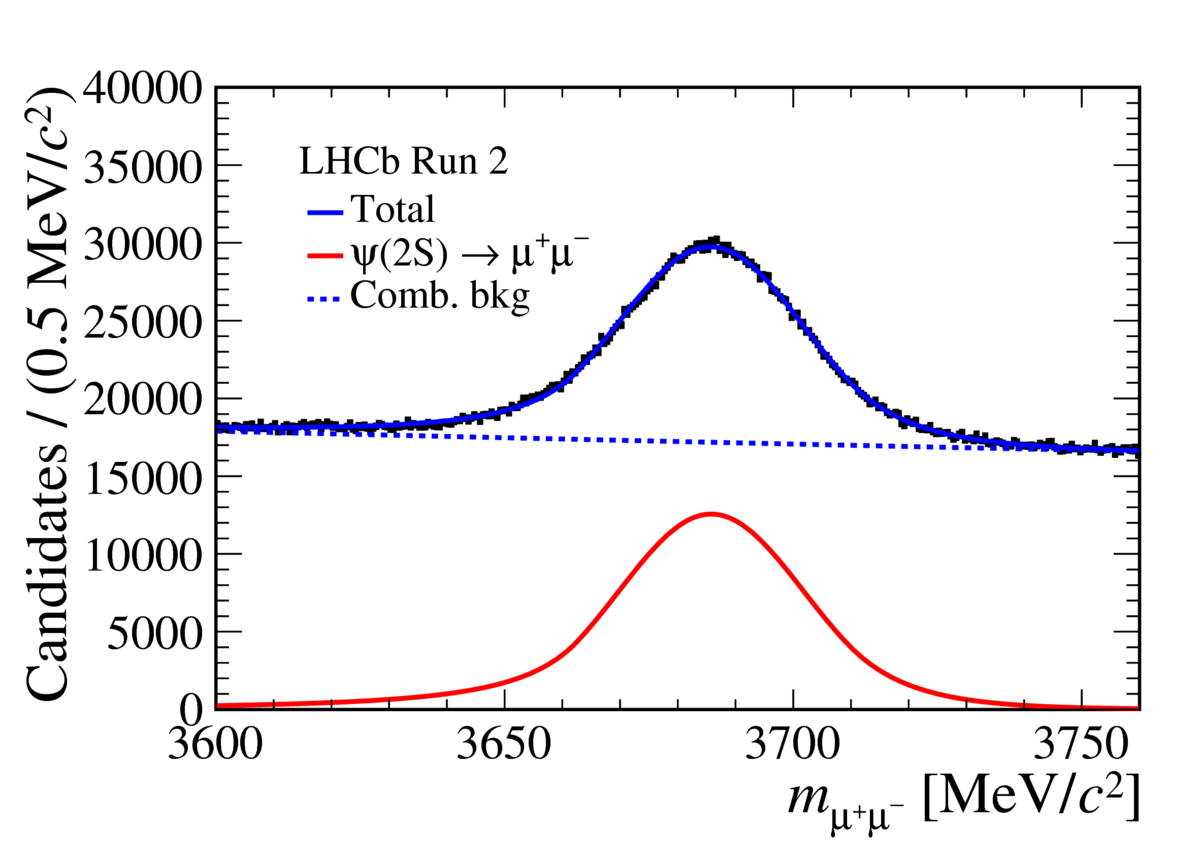 Candidates / (0.5 MeV/c²)
40000
35000
30000
25000
20000
15000
10000
5000
0
LHCb Run 2
Total
ψ(2S) → μ⁺μ⁻
Comb. bkg
3600 3650 3700 3750
m_μ⁺μ⁻ [MeV/c²]